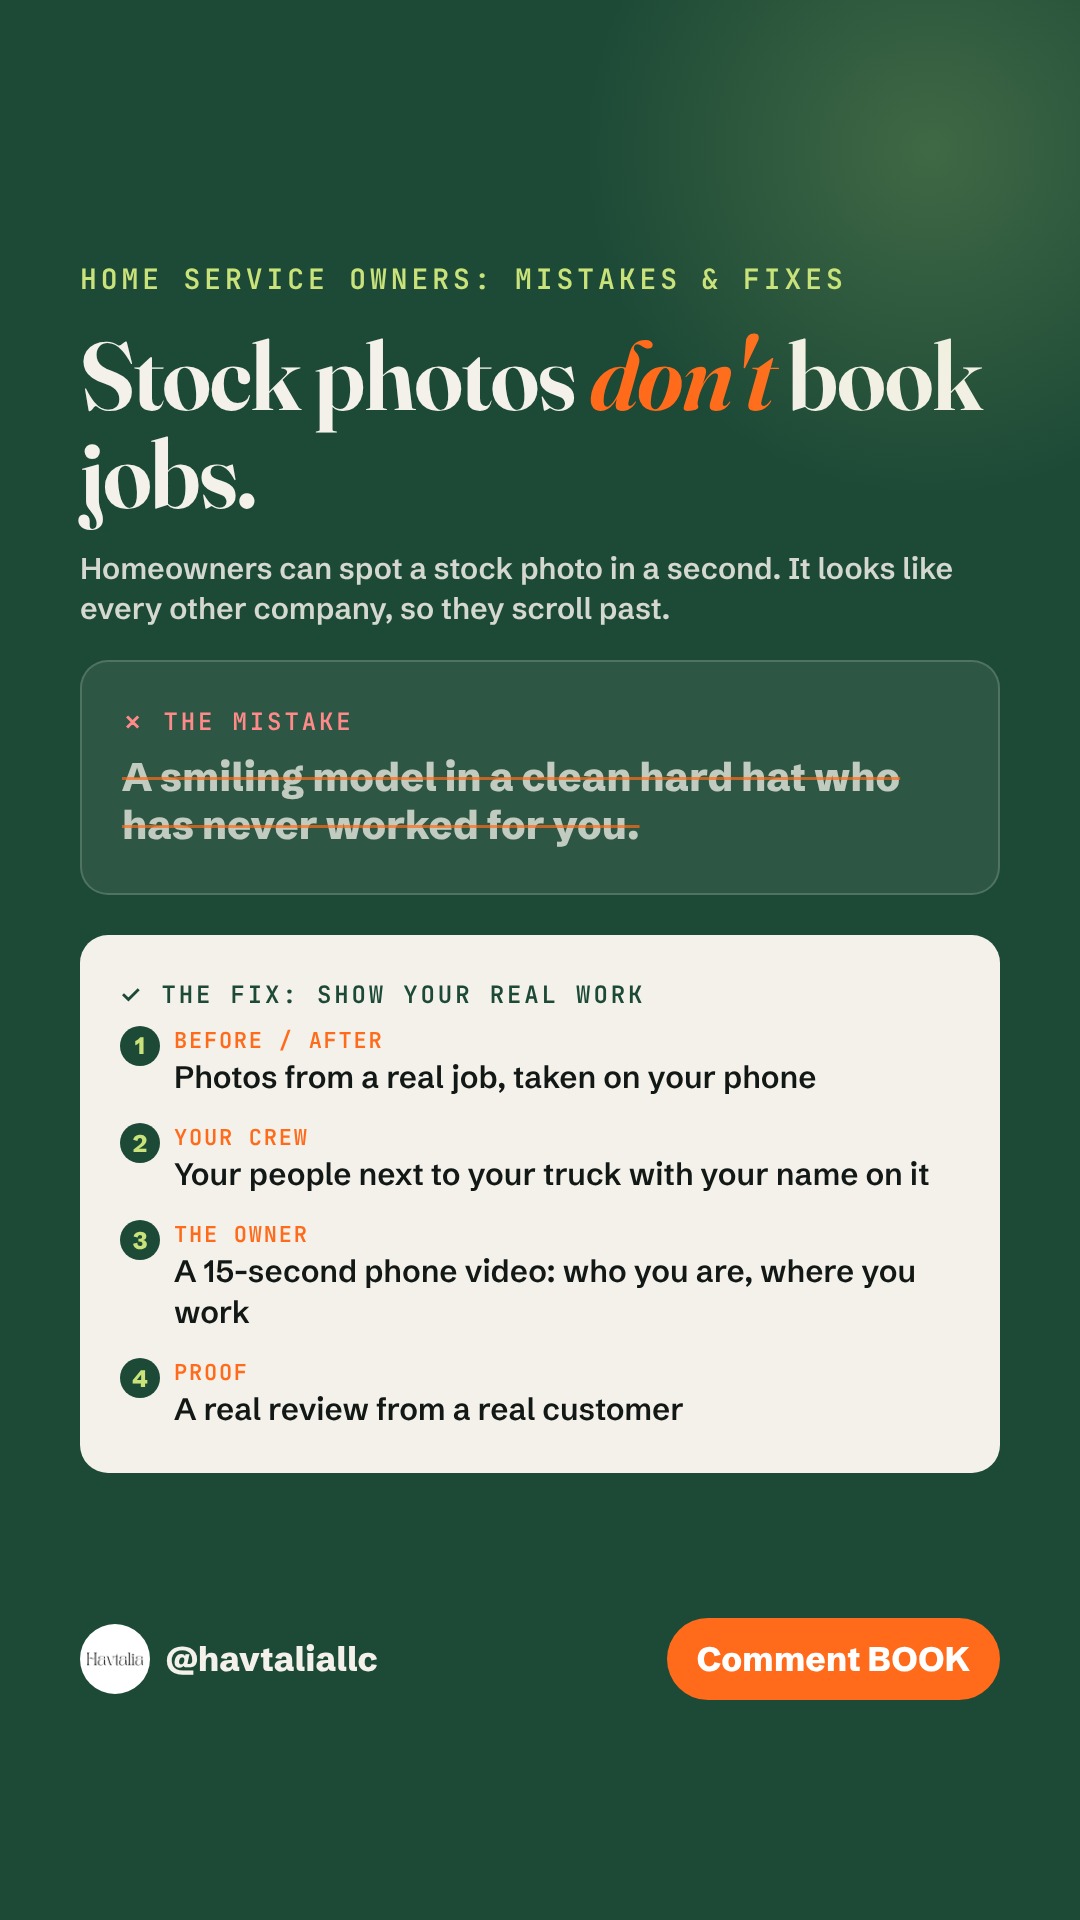 HOME SERVICE OWNERS: MISTAKES & FIXES
Stock photos don't book
jobs.
Homeowners can spot a stock photo in a second. It looks like
every other company, so they scroll past.
× THE MISTAKE
A smiling model in a clean hard hat who
has never worked for you.
✓ THE FIX: SHOW YOUR REAL WORK
1 BEFORE / AFTER
Photos from a real job, taken on your phone
2 YOUR CREW
Your people next to your truck with your name on it
3 THE OWNER
A 15-second phone video: who you are, where you
work
4 PROOF
A real review from a real customer
Havtalia @havtaliallc
Comment BOOK